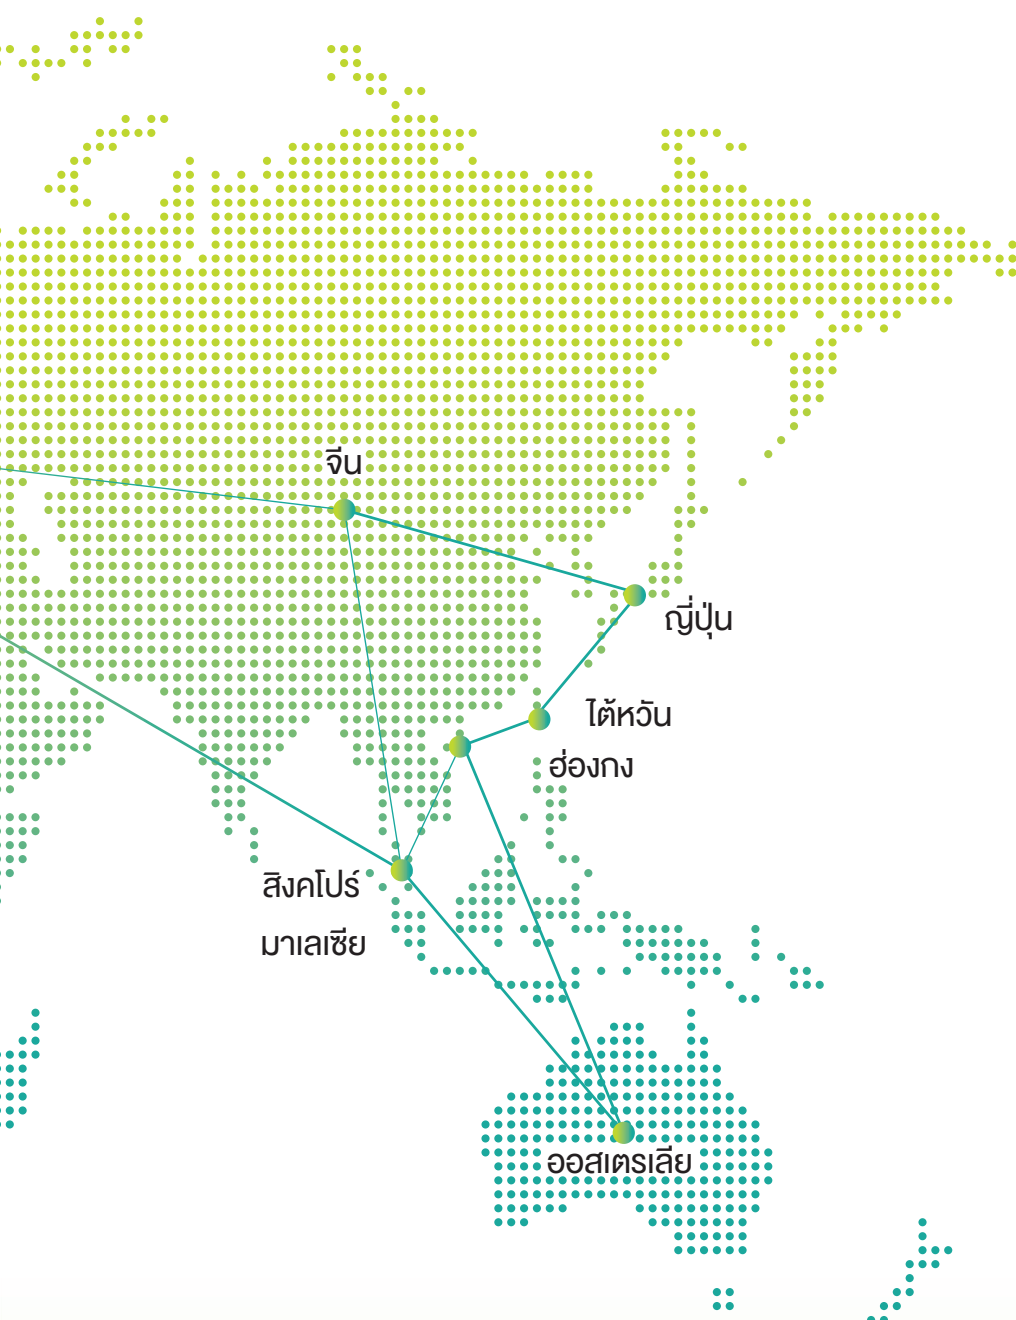 จีน
ญี่ปุ่น
ไต้หวัน
ฮ่องกง
สิงคโปร์
มาเลเซีย
ออสเตรเลีย